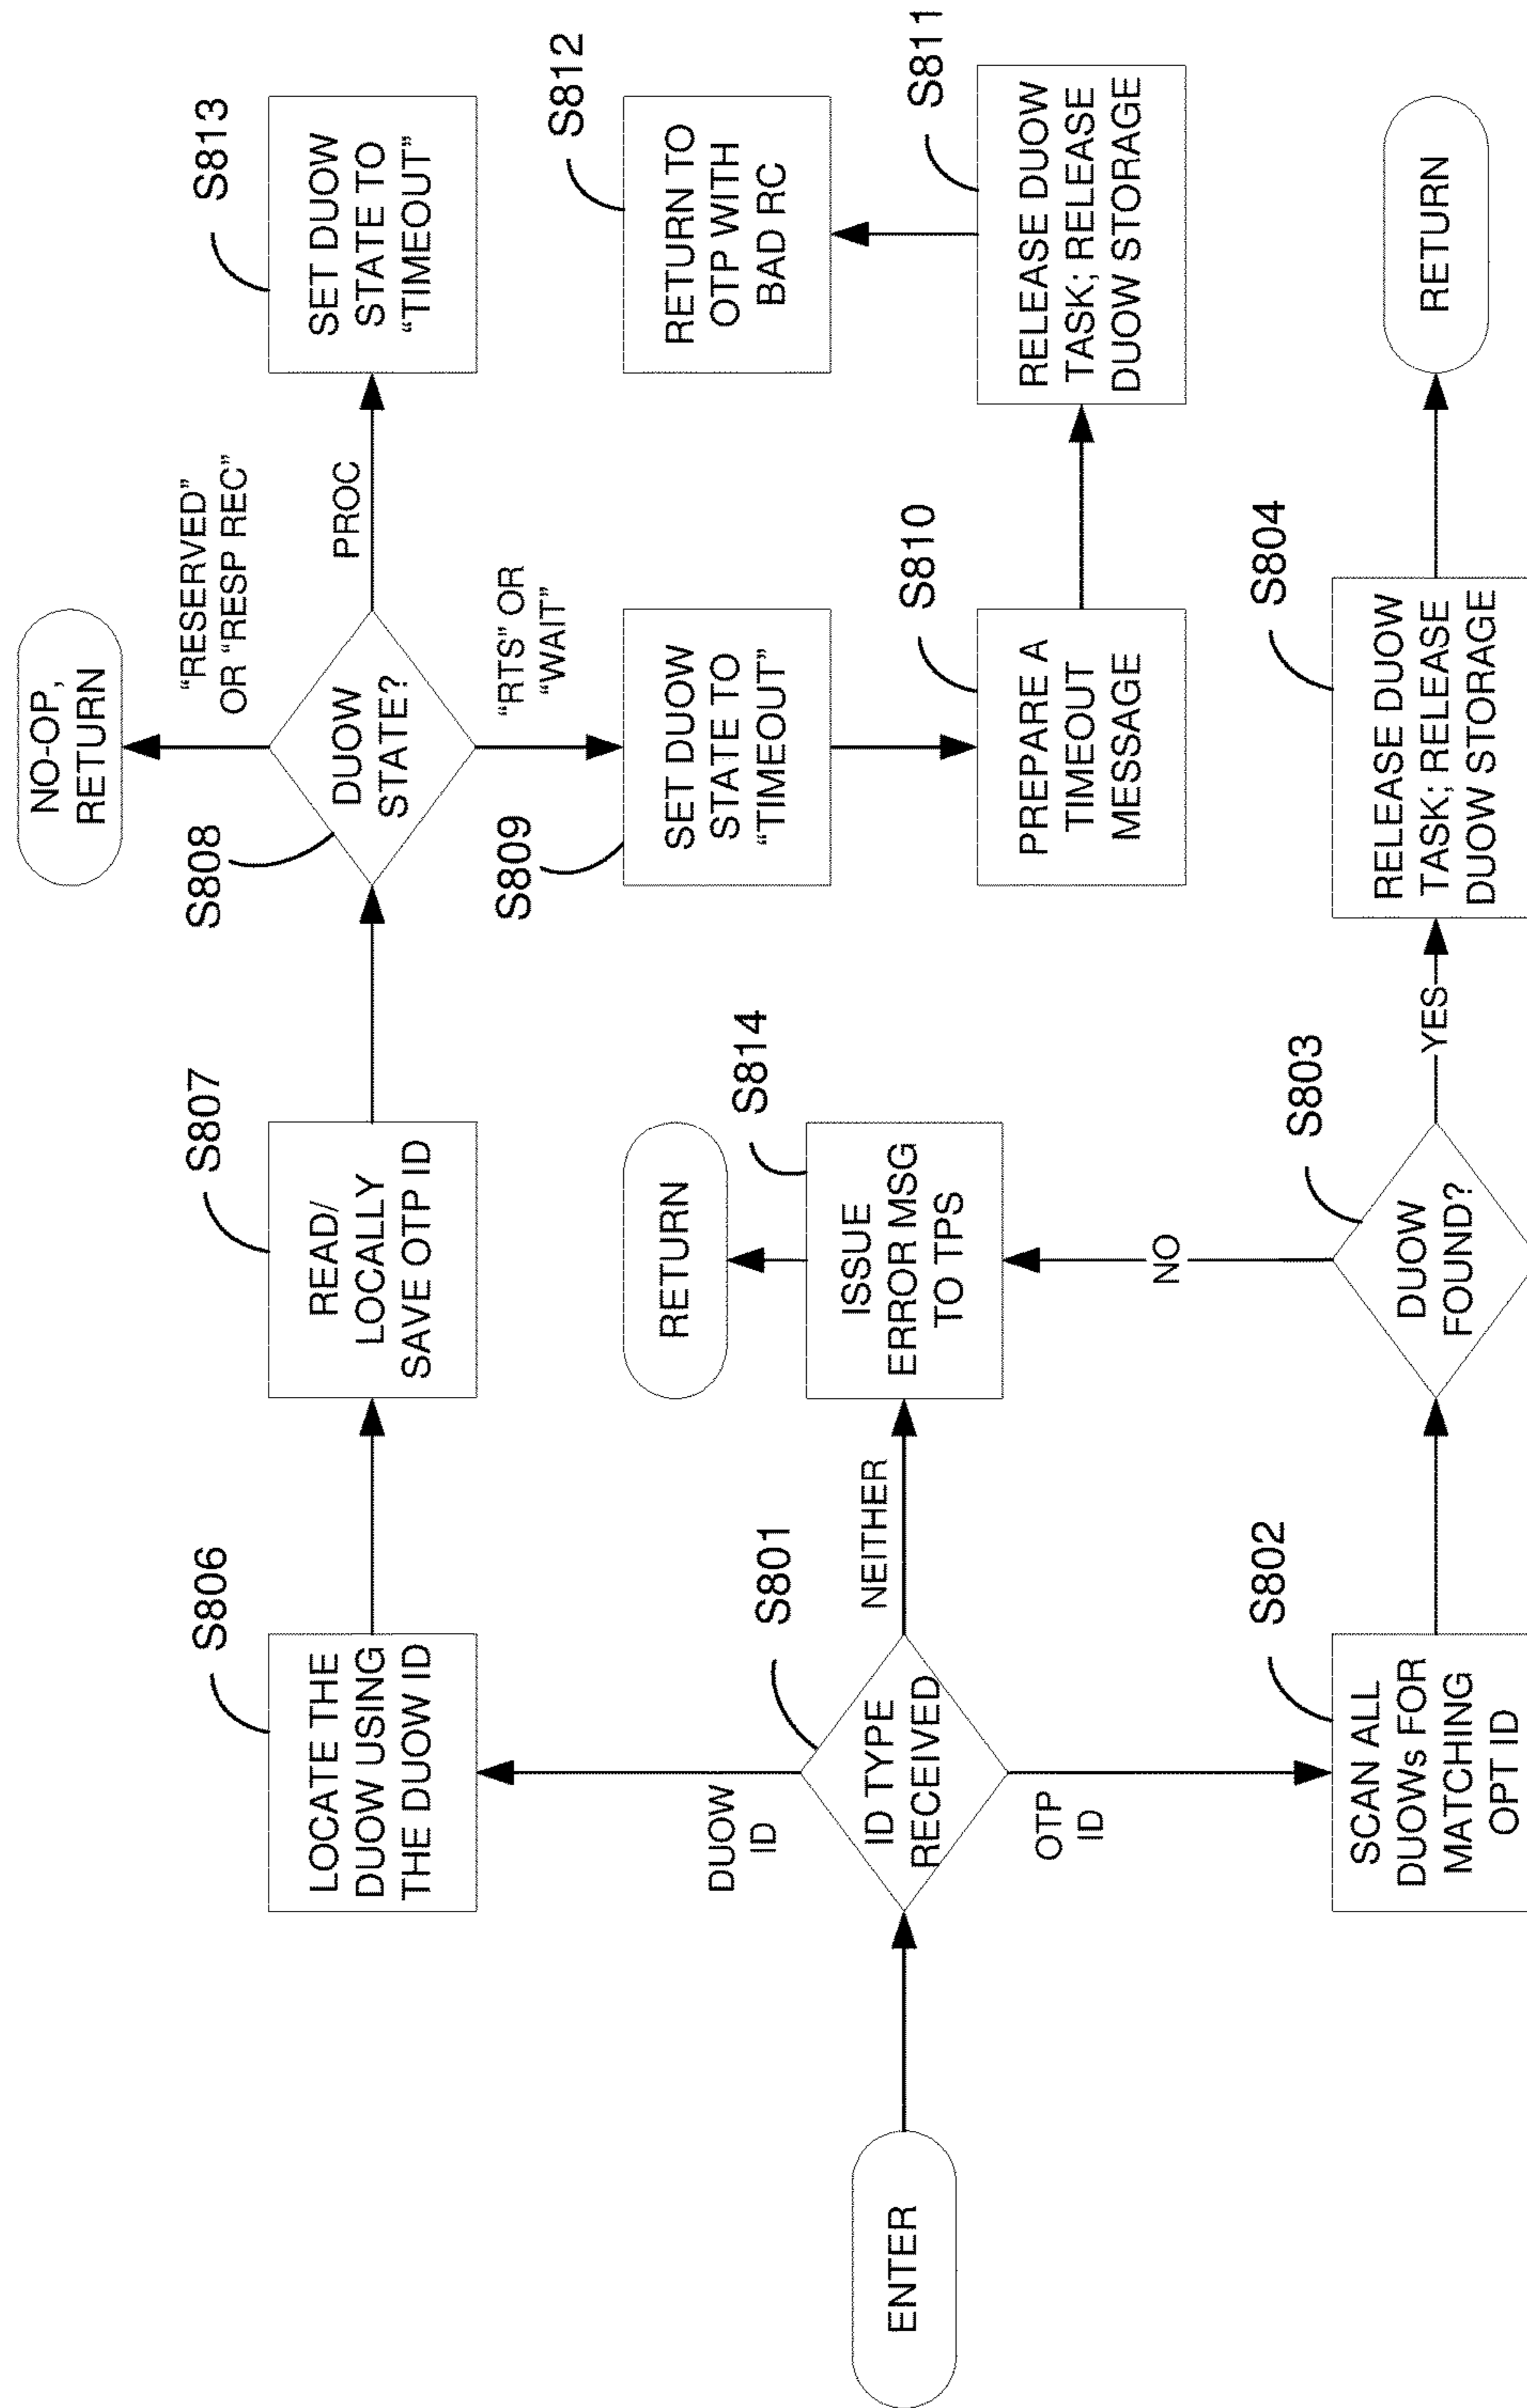 ENTER
S801
ID TYPE
RECEIVED
DUOW
ID
NEITHER
OTP
ID
S806
LOCATE THE
DUOW USING
THE DUOW ID
S807
READ/
LOCALLY
SAVE OTP ID
S808
DUOW
STATE?
NO-OP,
RETURN
"RESERVED"
OR "RESP REC"
PROC
S813
SET DUOW
STATE TO
"TIMEOUT"
"RTS" OR
"WAIT"
S809
SET DUOW
STATE TO
"TIMEOUT"
S810
PREPARE A
TIMEOUT
MESSAGE
S811
RELEASE DUOW
TASK; RELEASE
DUOW STORAGE
S812
RETURN TO
OTP WITH
BAD RC
RETURN
S814
ISSUE
ERROR MSG
TO TPS
S802
SCAN ALL
DUOWs FOR
MATCHING
OPT ID
S803
DUOW
FOUND?
NO
YES
S804
RELEASE DUOW
TASK; RELEASE
DUOW STORAGE
RETURN